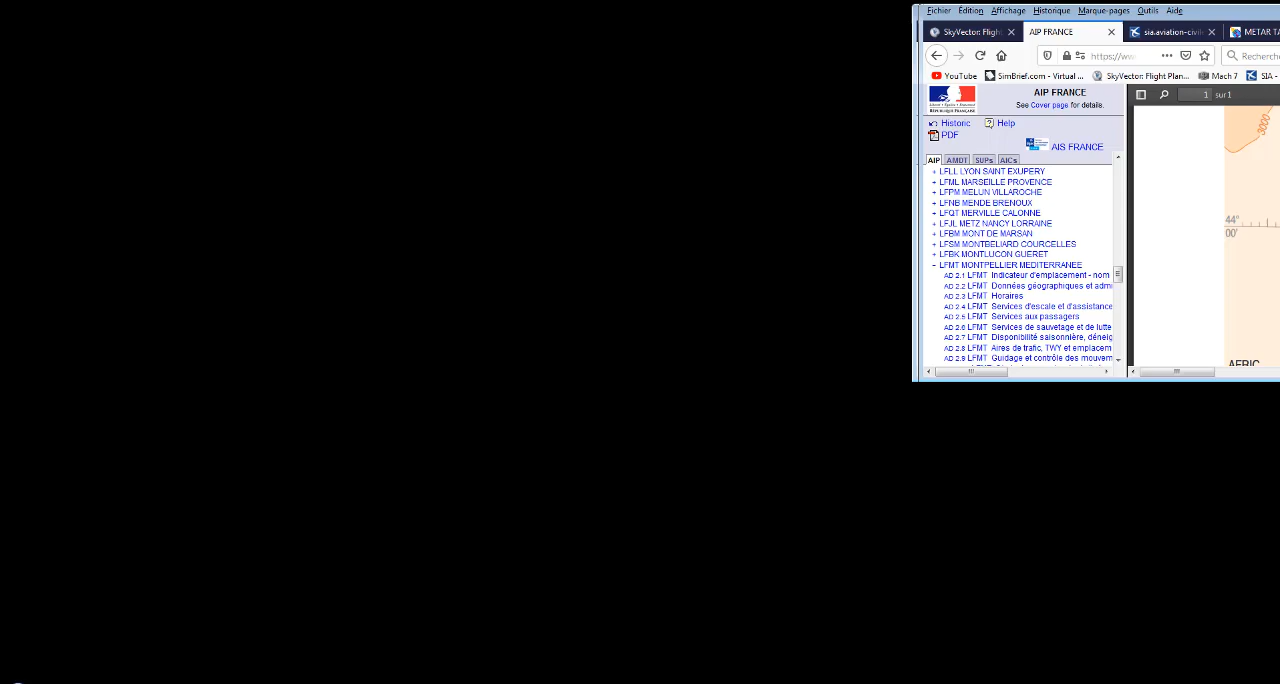 Fichier Édition Affichage Historique Marque-pages Outils Aide
SkyVector: Flight AIP FRANCE sia.aviation-civile METAR TA
https://ww Recherche
YouTube SimBrief.com - Virtual ... SkyVector: Flight Plan... Mach 7 SIA -
AIP FRANCE
See Cover page for details.
RÉPUBLIQUE FRANÇAISE
Historic Help
PDF
AIS FRANCE
AIP AMDT SUPs AICs
+ LFLL LYON SAINT EXUPERY
+ LFML MARSEILLE PROVENCE
+ LFPM MELUN VILLAROCHE
+ LFNB MENDE BRENOUX
+ LFQT MERVILLE CALONNE
+ LFJL METZ NANCY LORRAINE
+ LFBM MONT DE MARSAN
+ LFSM MONTBELIARD COURCELLES
+ LFBK MONTLUCON GUERET
- LFMT MONTPELLIER MEDITERRANEE
AD 2.1 LFMT Indicateur d'emplacement - nom
AD 2.2 LFMT Données géographiques et admi
AD 2.3 LFMT Horaires
AD 2.4 LFMT Services d'escale et d'assistance
AD 2.5 LFMT Services aux passagers
AD 2.6 LFMT Services de sauvetage et de lutte
AD 2.7 LFMT Disponibilité saisonnière, déneig
AD 2.8 LFMT Aires de trafic, TWY et emplacem
AD 2.9 LFMT Guidage et contrôle des mouvem
1 sur 1
3000
44°
00'
AFRIC